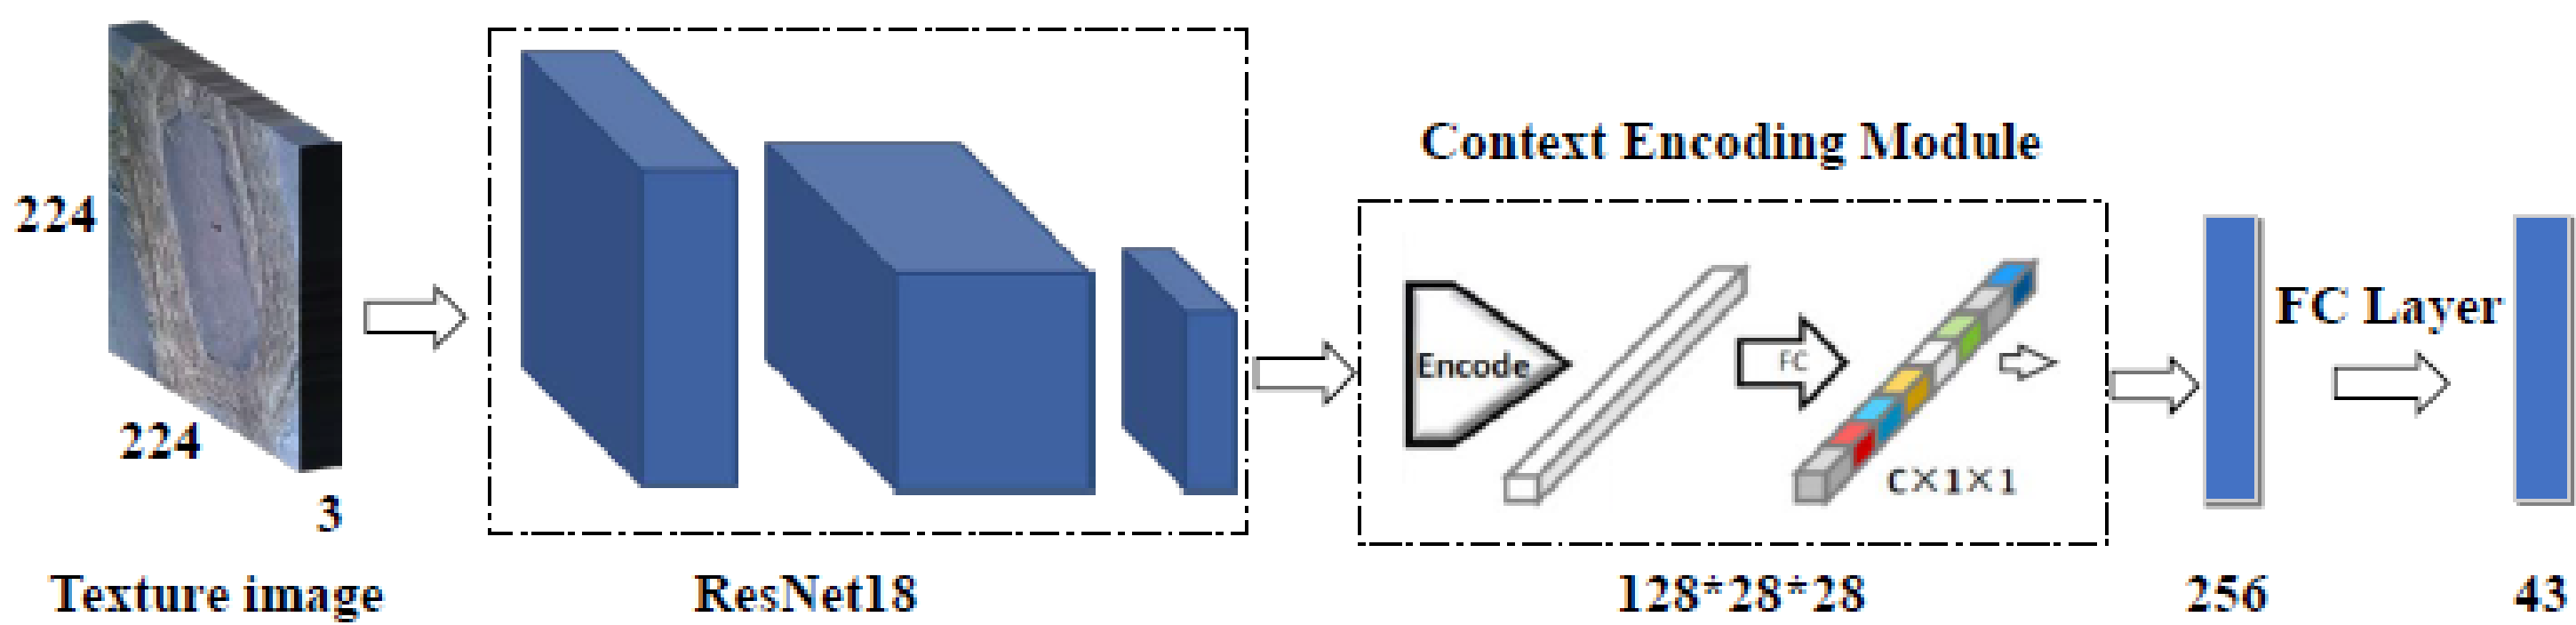 224
224
3
Texture image
ResNet18
Context Encoding Module
Encode
FC
C×1×1
128*28*28
256
FC Layer
43